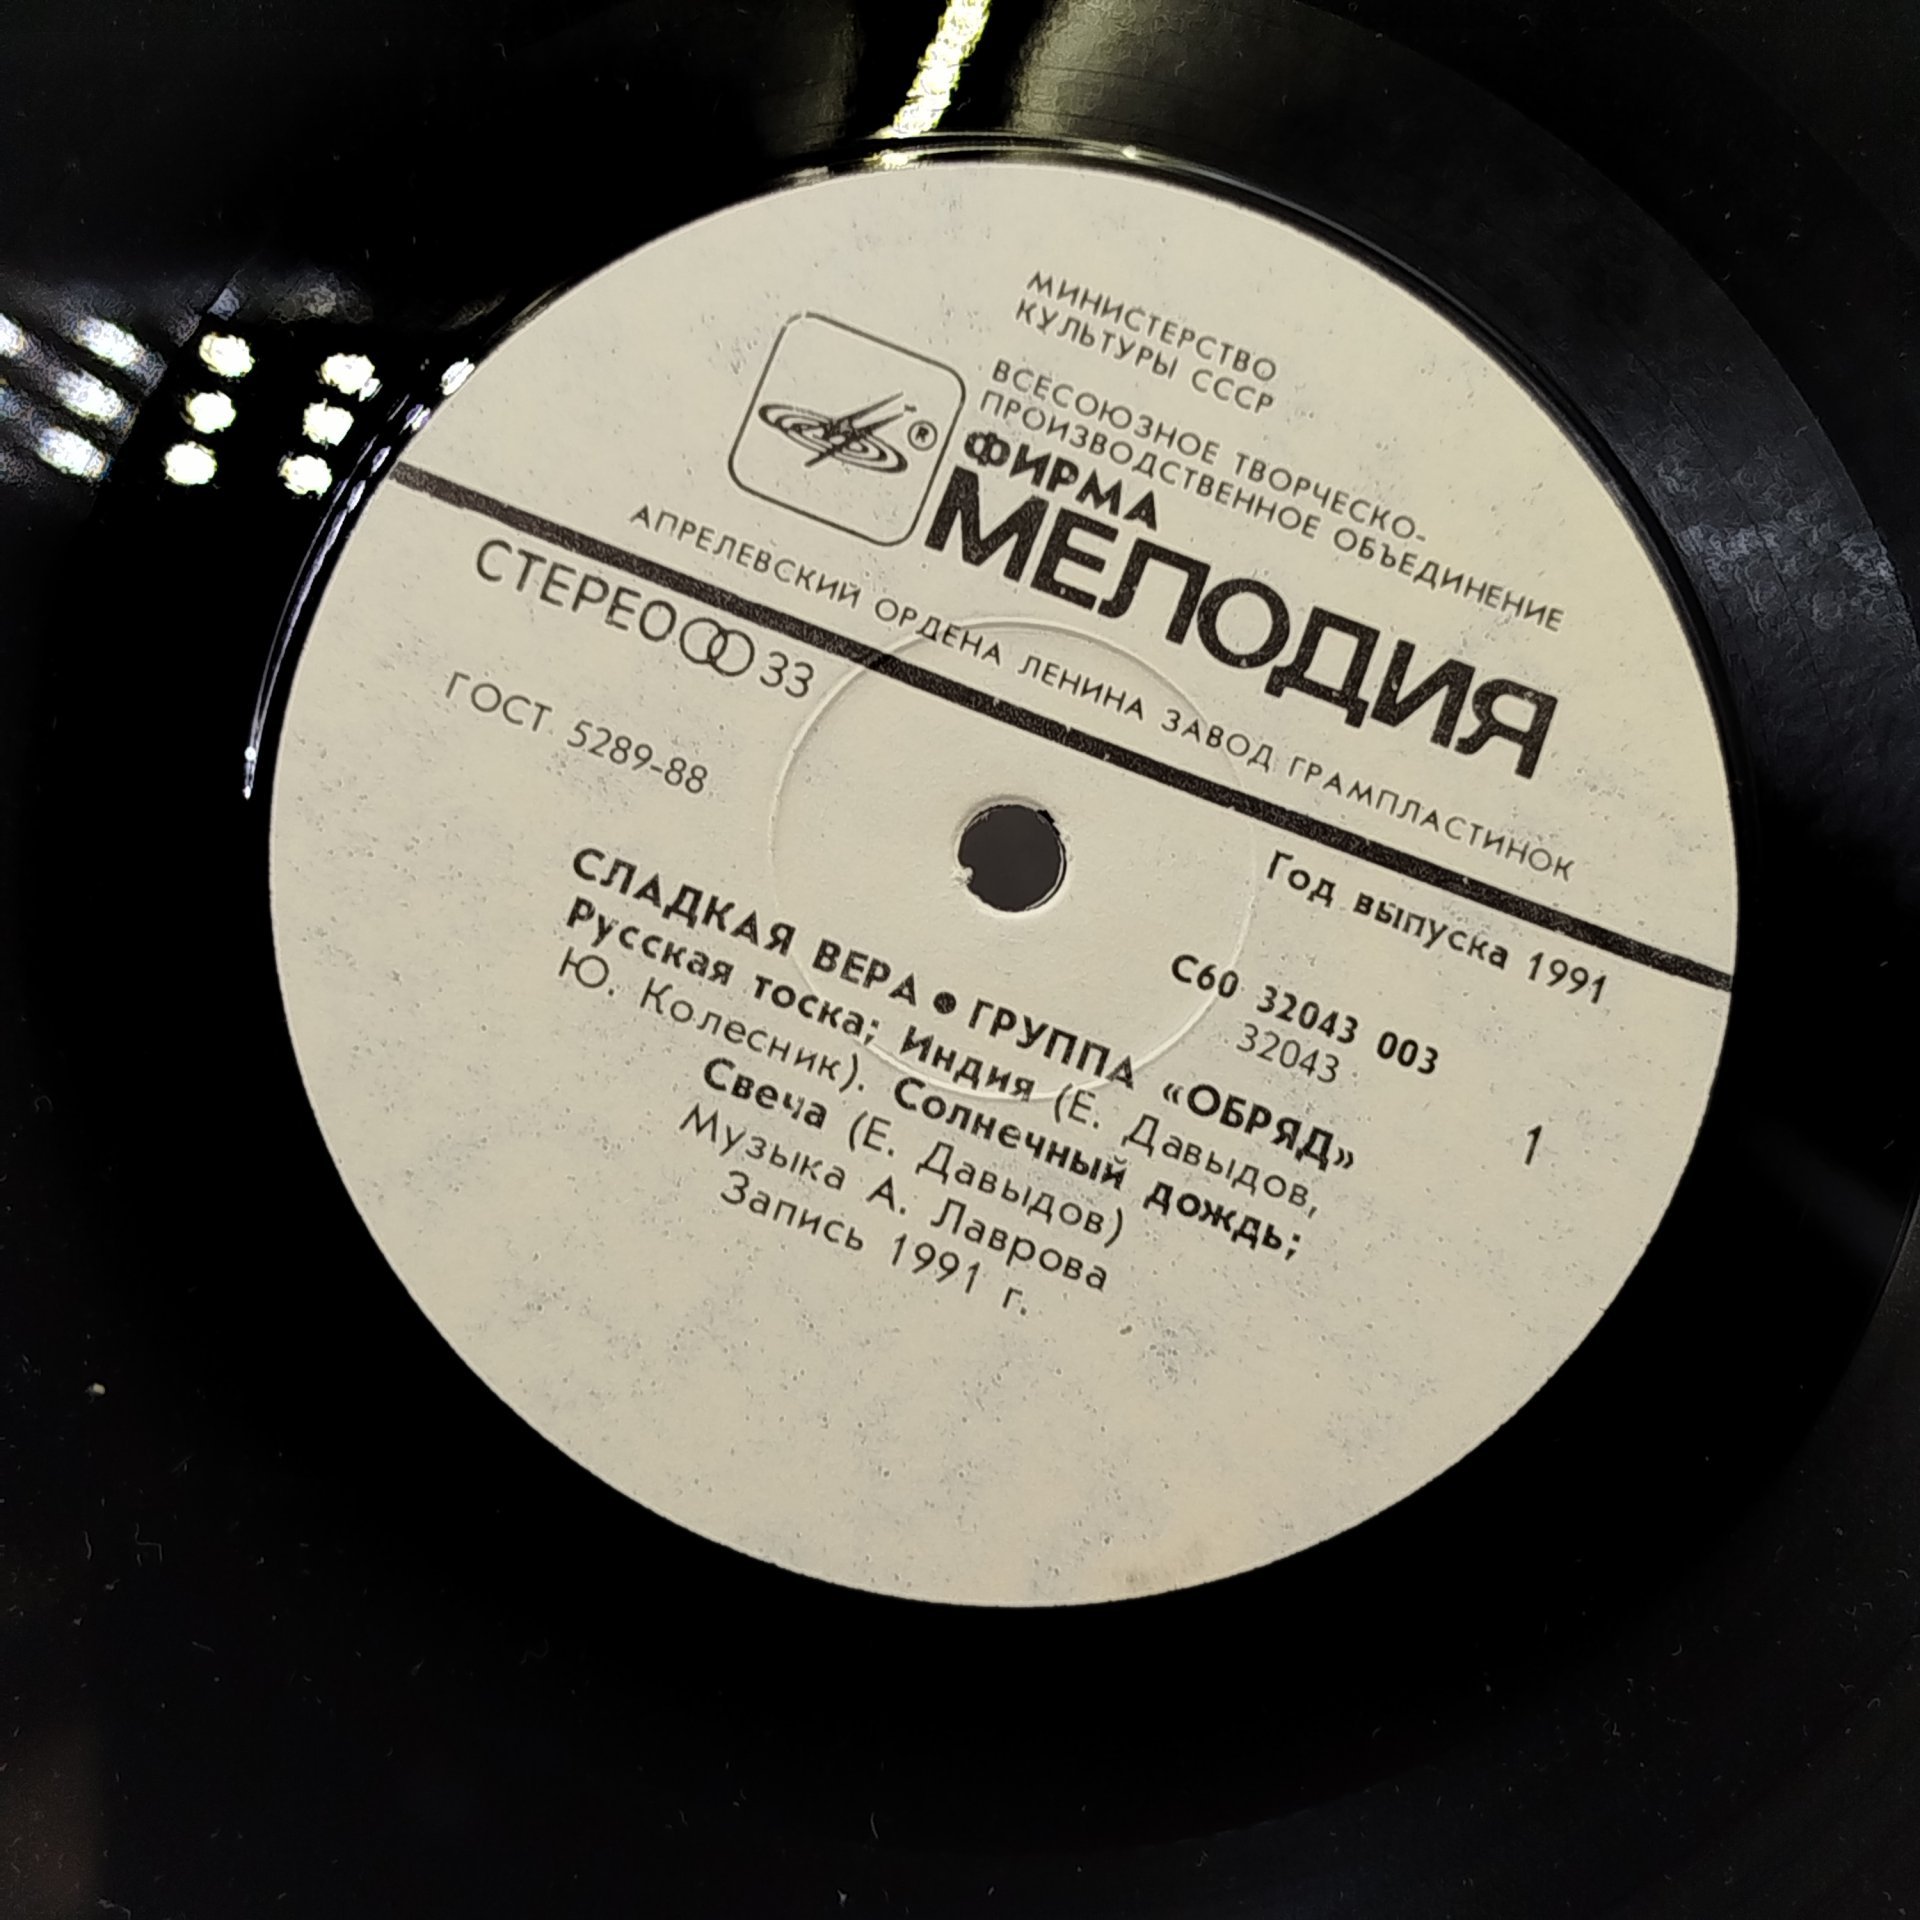 МИНИСТЕРСТВО
КУЛЬТУРЫ СССР
ВСЕСОЮЗНОЕ ТВОРЧЕСКО-
ПРОИЗВОДСТВЕННОЕ ОБЪЕДИНЕНИЕ
ФИРМА
МЕЛОДИЯ
®
АПРЕЛЕВСКИЙ ОРДЕНА ЛЕНИНА ЗАВОД ГРАМПЛАСТИНОК
СТЕРЕО 33
ГОСТ 5289-88
Год выпуска 1991
С60 32043 003
32043
1
СЛАДКАЯ ВЕРА ● ГРУППА «ОБРЯД»
Русская тоска; Индия (Е. Давыдов,
Ю. Колесник). Солнечный дождь;
Свеча (Е. Давыдов)
Музыка А. Лаврова
Запись 1991 г.